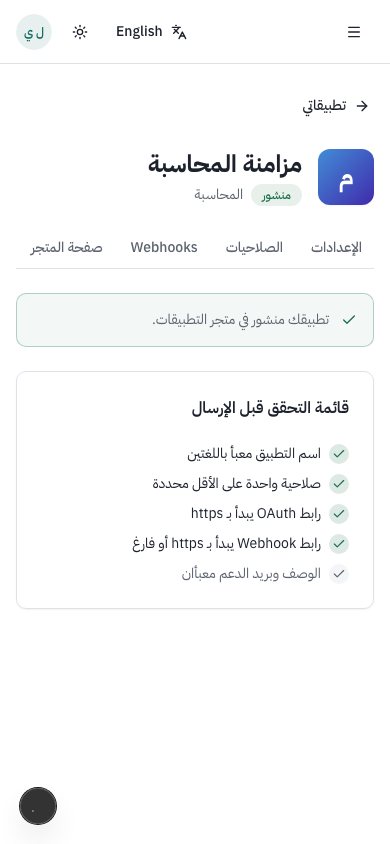 ل ي
English
تطبيقاتي
م
مزامنة المحاسبة
منشور
المحاسبة
الإعدادات
الصلاحيات
Webhooks
صفحة المتجر
تطبيقك منشور في متجر التطبيقات.
قائمة التحقق قبل الإرسال
اسم التطبيق معبأ باللغتين
صلاحية واحدة على الأقل محددة
رابط OAuth يبدأ بـ https
رابط Webhook يبدأ بـ https أو فارغ
الوصف وبريد الدعم معبأان